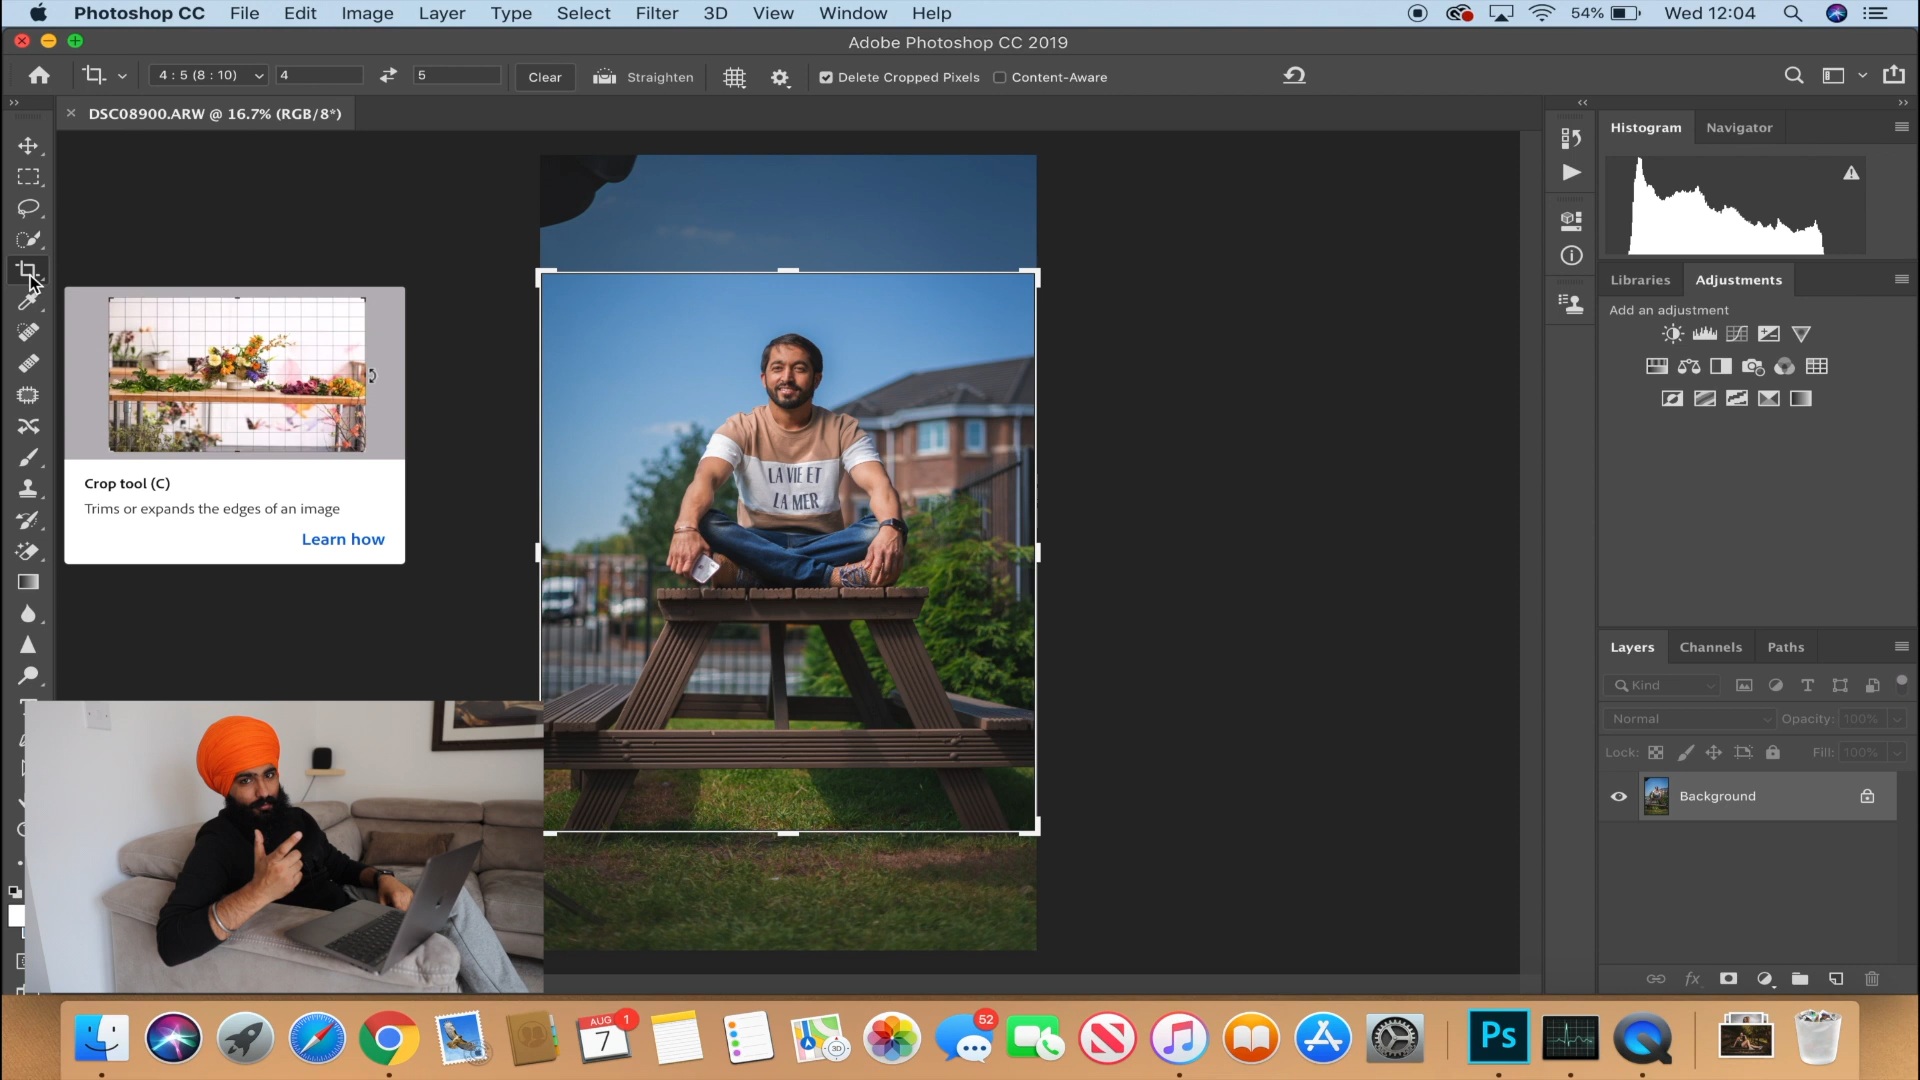 Photoshop CC File Edit Image Layer Type Select Filter 3D View Window Help 54% Wed 12:04
Adobe Photoshop CC 2019
4 : 5 (8 : 10) 4 5 Clear Straighten Delete Cropped Pixels Content-Aware
DSC08900.ARW @ 16.7% (RGB/8*)
Histogram Navigator
Libraries Adjustments
Add an adjustment
LA VIE ET
LA MER
Crop tool (C)
Trims or expands the edges of an image
Learn how
Layers Channels Paths
Kind
Normal Opacity: 100%
Lock: Fill: 100%
Background
fx
AUG 1
7
52
3D
Ps